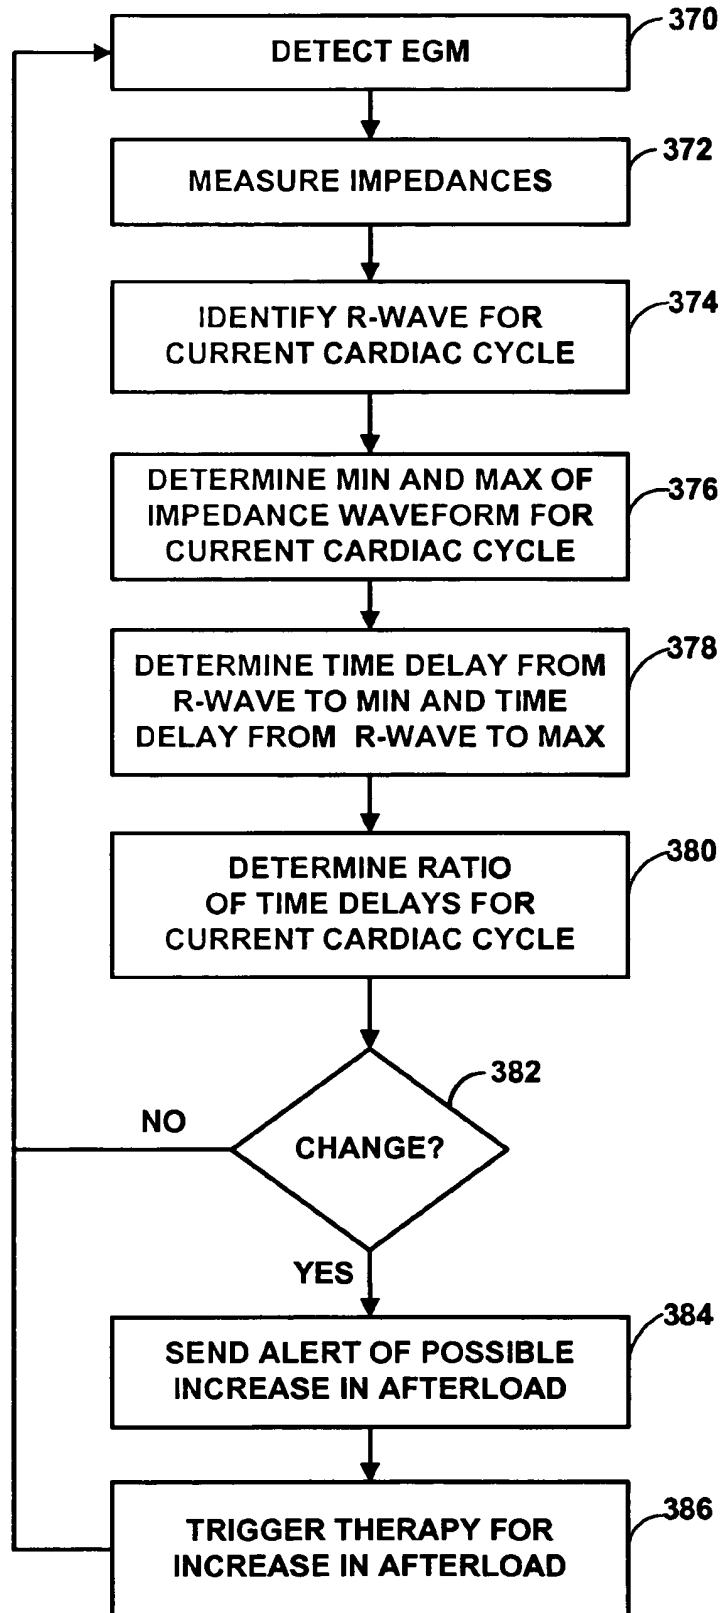 370
DETECT EGM
372
MEASURE IMPEDANCES
374
IDENTIFY R-WAVE FOR
CURRENT CARDIAC CYCLE
376
DETERMINE MIN AND MAX OF
IMPEDANCE WAVEFORM FOR
CURRENT CARDIAC CYCLE
378
DETERMINE TIME DELAY FROM
R-WAVE TO MIN AND TIME
DELAY FROM R-WAVE TO MAX
380
DETERMINE RATIO
OF TIME DELAYS FOR
CURRENT CARDIAC CYCLE
382
NO
CHANGE?
YES
384
SEND ALERT OF POSSIBLE
INCREASE IN AFTERLOAD
386
TRIGGER THERAPY FOR
INCREASE IN AFTERLOAD